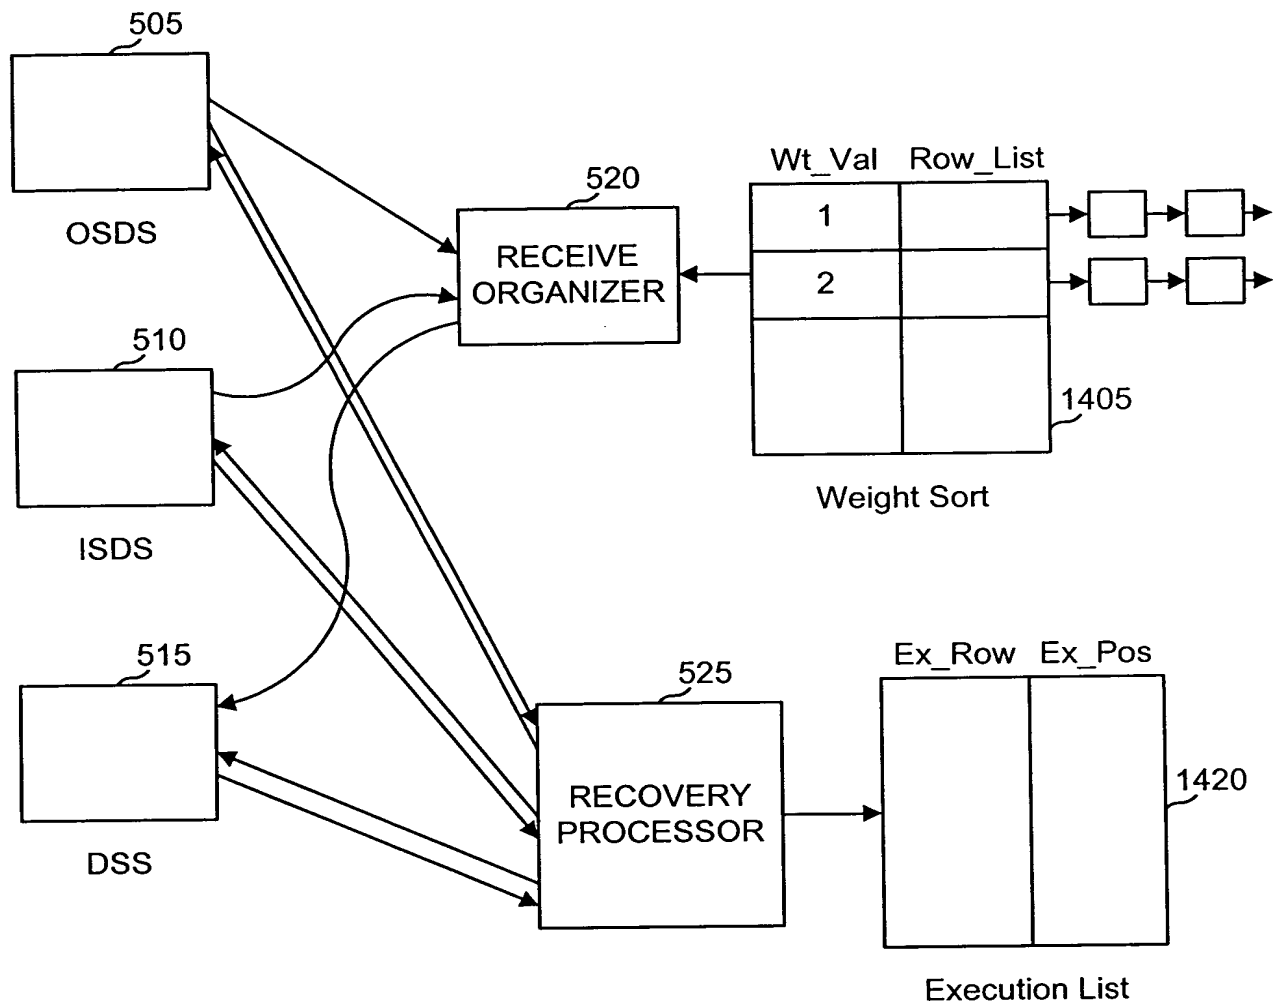 505
OSDS
520
RECEIVE
ORGANIZER
Wt_Val Row_List
1
2
1405
Weight Sort
510
ISDS
515
DSS
525
RECOVERY
PROCESSOR
Ex_Row Ex_Pos
1420
Execution List